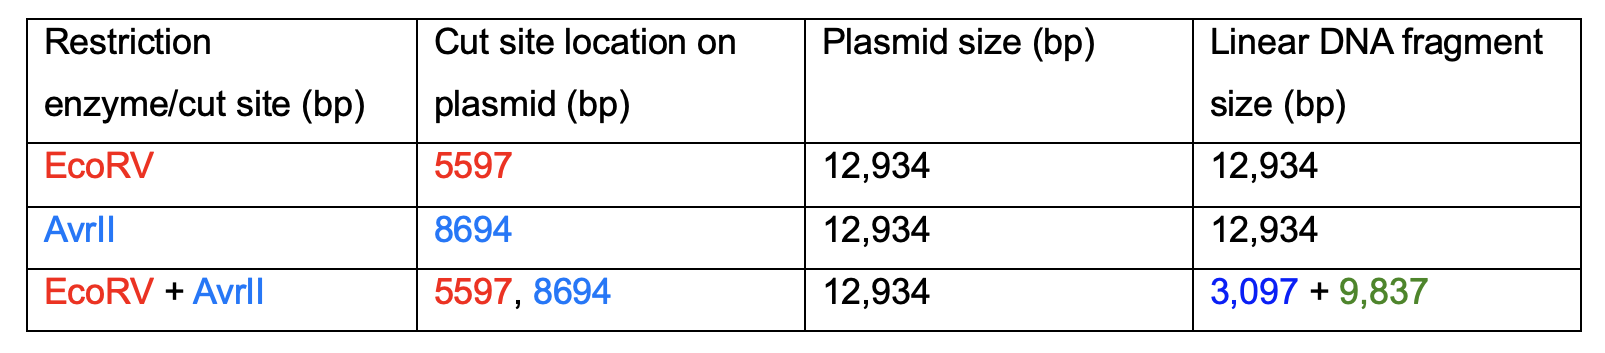 Restriction
enzyme/cut site (bp)
Cut site location on
plasmid (bp)
Plasmid size (bp)
Linear DNA fragment
size (bp)
EcoRV
5597
12,934
12,934
AvrII
8694
12,934
12,934
EcoRV + AvrII
5597, 8694
12,934
3,097 + 9,837